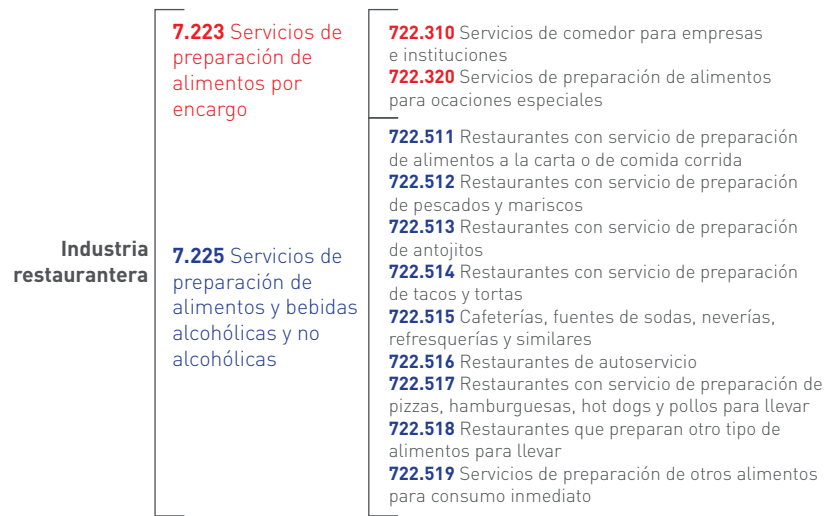 Industria
restaurantera
7.223 Servicios de
preparación de
alimentos por
encargo
722.310 Servicios de comedor para empresas
e instituciones
722.320 Servicios de preparación de alimentos
para ocaciones especiales
7.225 Servicios de
preparación de
alimentos y bebidas
alcohólicas y no
alcohólicas
722.511 Restaurantes con servicio de preparación
de alimentos a la carta o de comida corrida
722.512 Restaurantes con servicio de preparación
de pescados y mariscos
722.513 Restaurantes con servicio de preparación
de antojitos
722.514 Restaurantes con servicio de preparación
de tacos y tortas
722.515 Cafeterías, fuentes de sodas, neverías,
refresquerías y similares
722.516 Restaurantes de autoservicio
722.517 Restaurantes con servicio de preparación de
pizzas, hamburguesas, hot dogs y pollos para llevar
722.518 Restaurantes que preparan otro tipo de
alimentos para llevar
722.519 Servicios de preparación de otros alimentos
para consumo inmediato